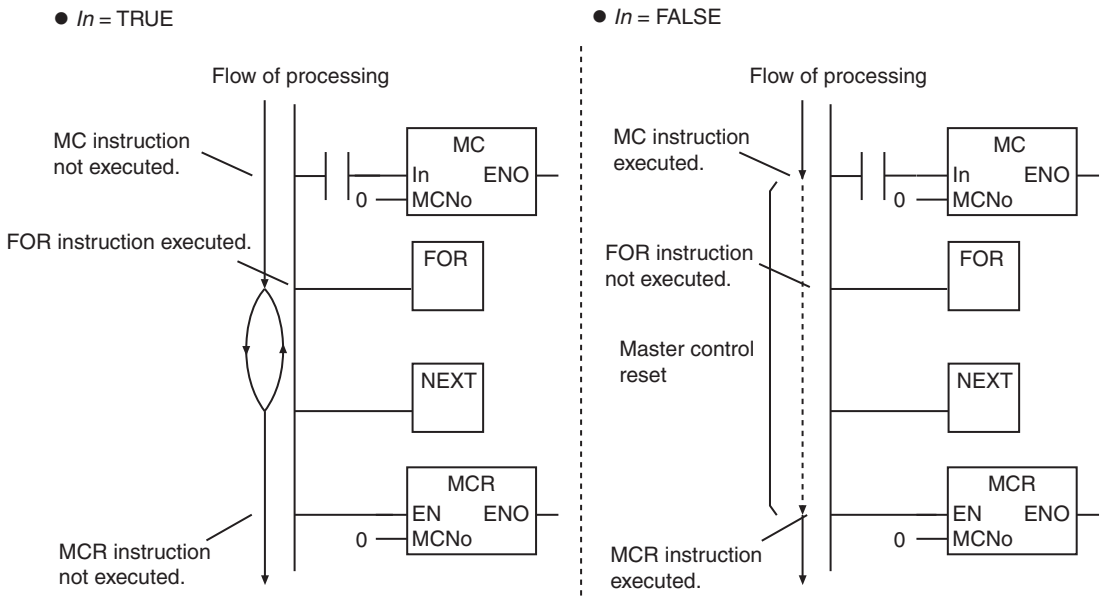 ● In = TRUE
Flow of processing
MC instruction
not executed.
MC
In ENO
0 MCNo
FOR instruction executed.
FOR
NEXT
MCR
EN ENO
0 MCNo
MCR instruction
not executed.
● In = FALSE
Flow of processing
MC instruction
executed.
MC
In ENO
0 MCNo
FOR instruction
not executed.
FOR
Master control
reset
NEXT
MCR
EN ENO
0 MCNo
MCR instruction
executed.